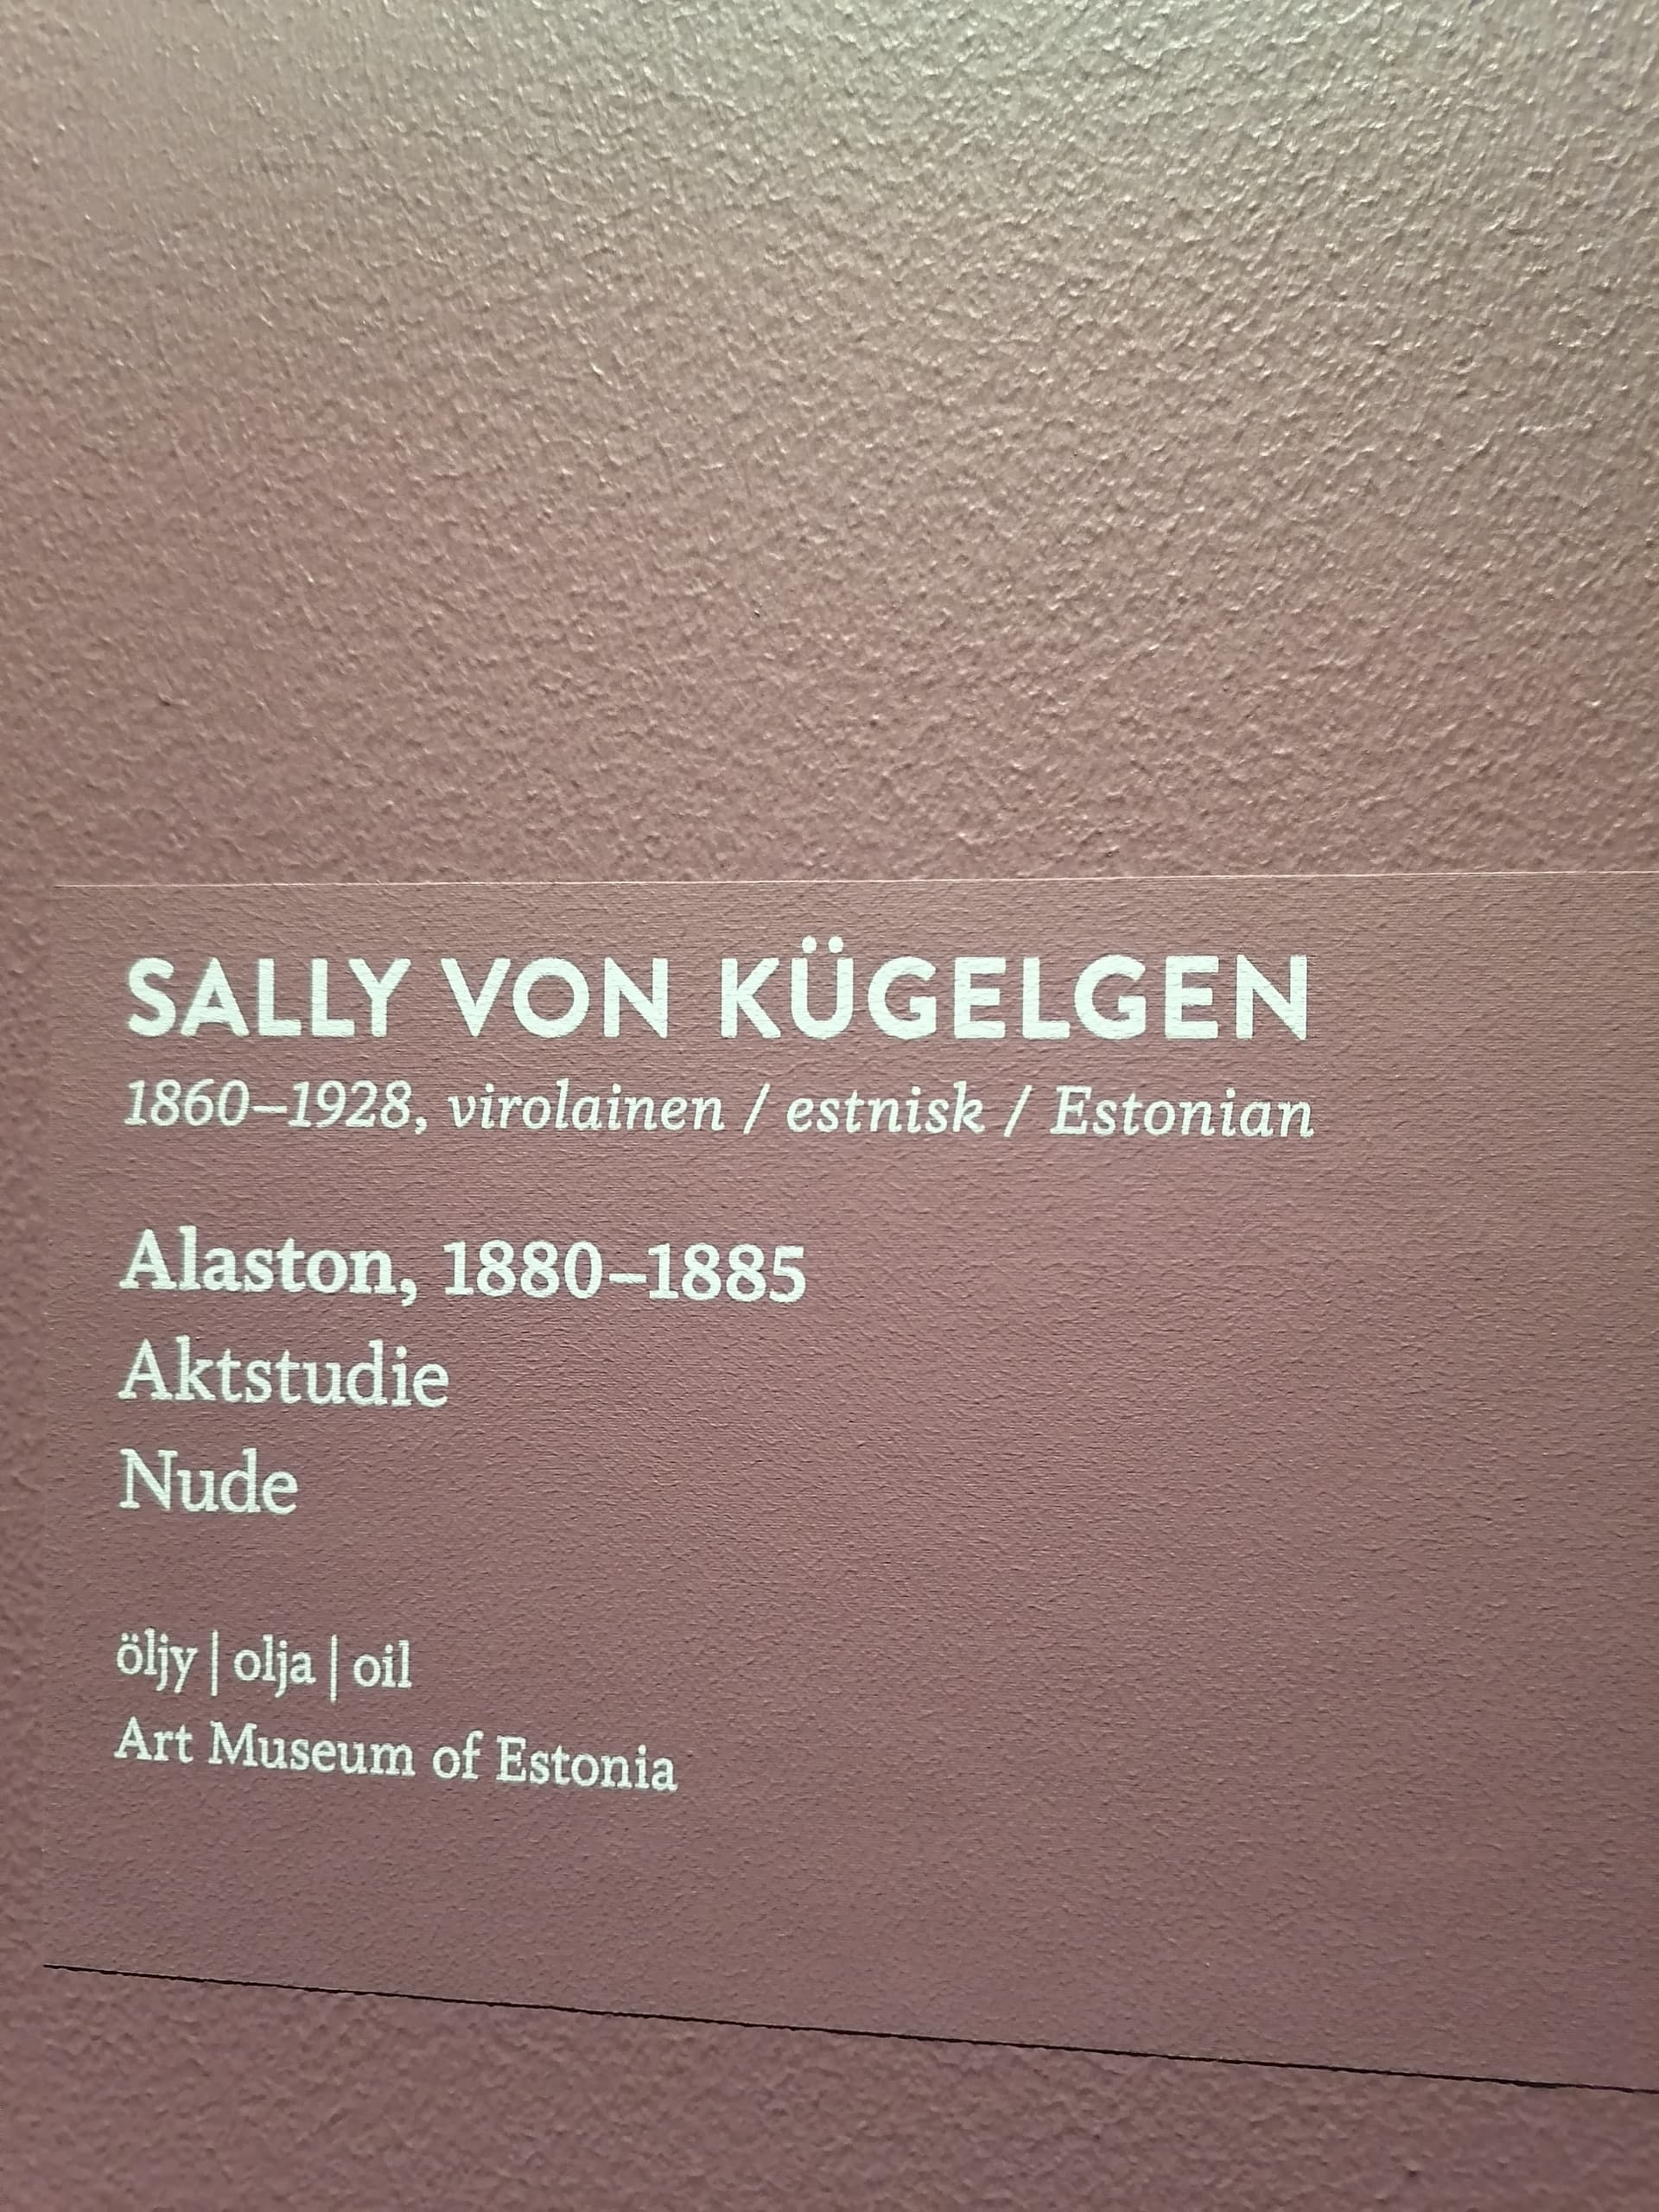 SALLY VON KÜGELGEN
1860–1928, virolainen / estnisk / Estonian
Alaston, 1880–1885
Aktstudie
Nude
öljy | olja | oil
Art Museum of Estonia